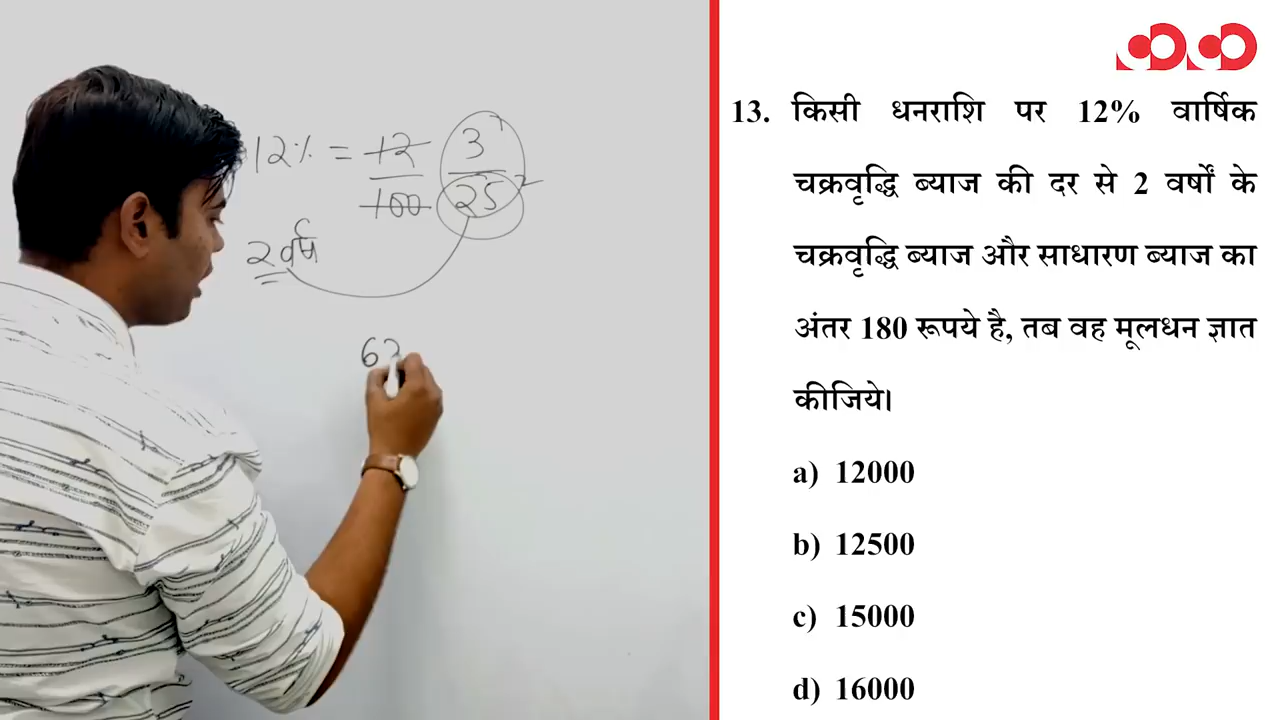 12% = 12 3
100 25
2 वर्ष
62
13. किसी धनराशि पर 12% वार्षिक
चक्रवृद्धि ब्याज की दर से 2 वर्षों के
चक्रवृद्धि ब्याज और साधारण ब्याज का
अंतर 180 रूपये है, तब वह मूलधन ज्ञात
कीजिये।
a) 12000
b) 12500
c) 15000
d) 16000